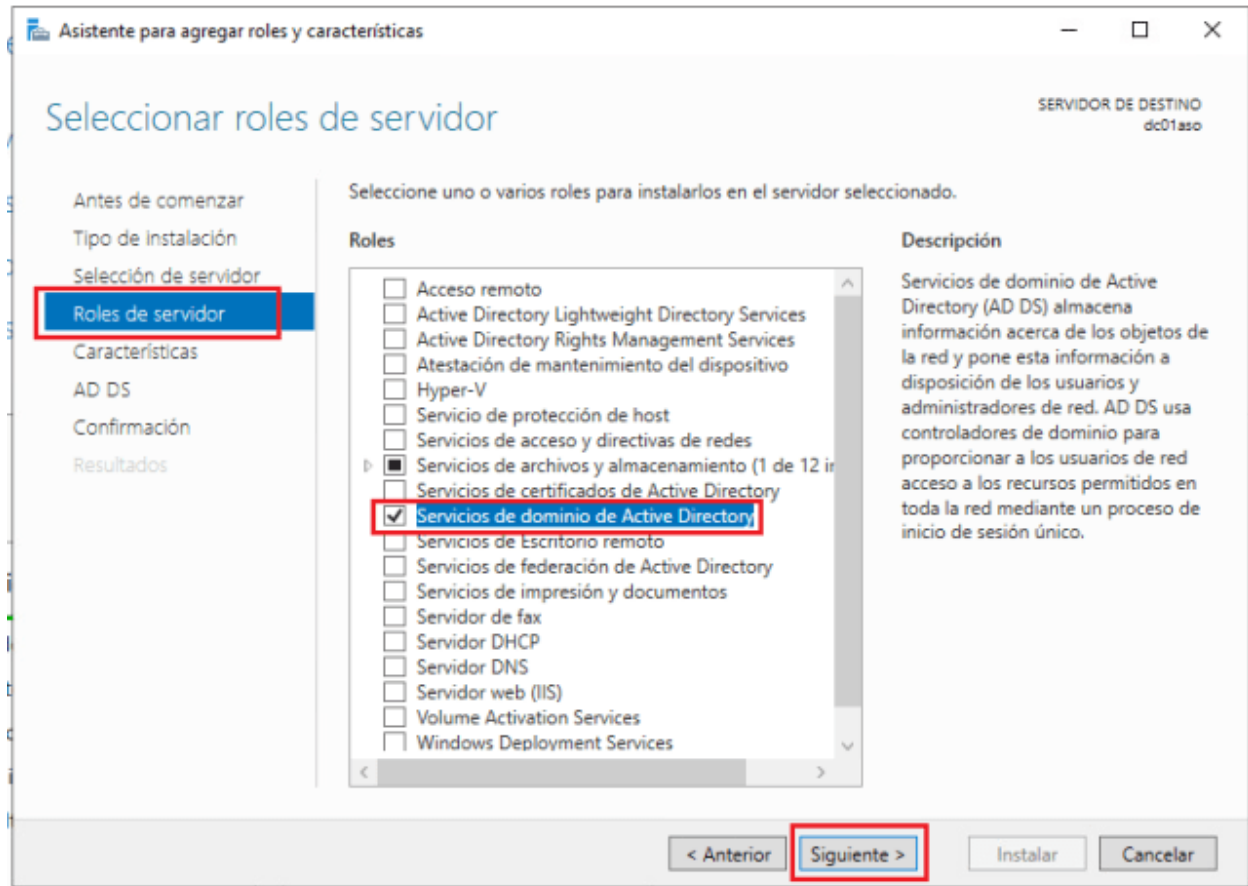 Asistente para agregar roles y características
Seleccionar roles de servidor
SERVIDOR DE DESTINO
dc01aso
Antes de comenzar
Tipo de instalación
Selección de servidor
Roles de servidor
Características
AD DS
Confirmación
Resultados
Seleccione uno o varios roles para instalarlos en el servidor seleccionado.
Roles
Acceso remoto
Active Directory Lightweight Directory Services
Active Directory Rights Management Services
Atestación de mantenimiento del dispositivo
Hyper-V
Servicio de protección de host
Servicios de acceso y directivas de redes
Servicios de archivos y almacenamiento (1 de 12 in
Servicios de certificados de Active Directory
Servicios de dominio de Active Directory
Servicios de Escritorio remoto
Servicios de federación de Active Directory
Servicios de impresión y documentos
Servidor de fax
Servidor DHCP
Servidor DNS
Servidor web (IIS)
Volume Activation Services
Windows Deployment Services
Descripción
Servicios de dominio de Active
Directory (AD DS) almacena
información acerca de los objetos de
la red y pone esta información a
disposición de los usuarios y
administradores de red. AD DS usa
controladores de dominio para
proporcionar a los usuarios de red
acceso a los recursos permitidos en
toda la red mediante un proceso de
inicio de sesión único.
< Anterior
Siguiente >
Instalar
Cancelar